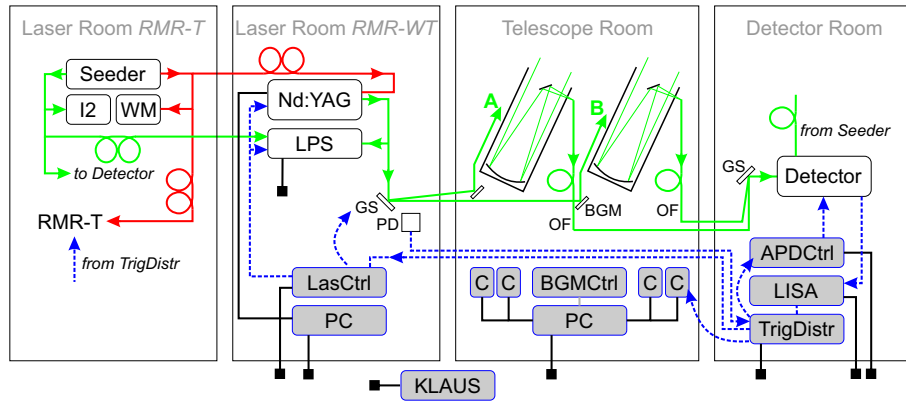 Laser Room RMR-T
Laser Room RMR-WT
Telescope Room
Detector Room
Seeder
I2
WM
to Detector
RMR-T
from TrigDistr
Nd:YAG
LPS
GS
PD
LasCtrl
PC
A
B
OF
BGM
OF
C
C
BGMCtrl
C
C
PC
from Seeder
GS
Detector
APDCtrl
LISA
TrigDistr
KLAUS